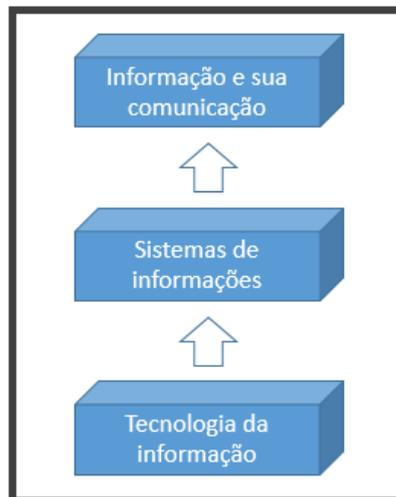 Informação e sua
comunicação
Sistemas de
informações
Tecnologia da
informação